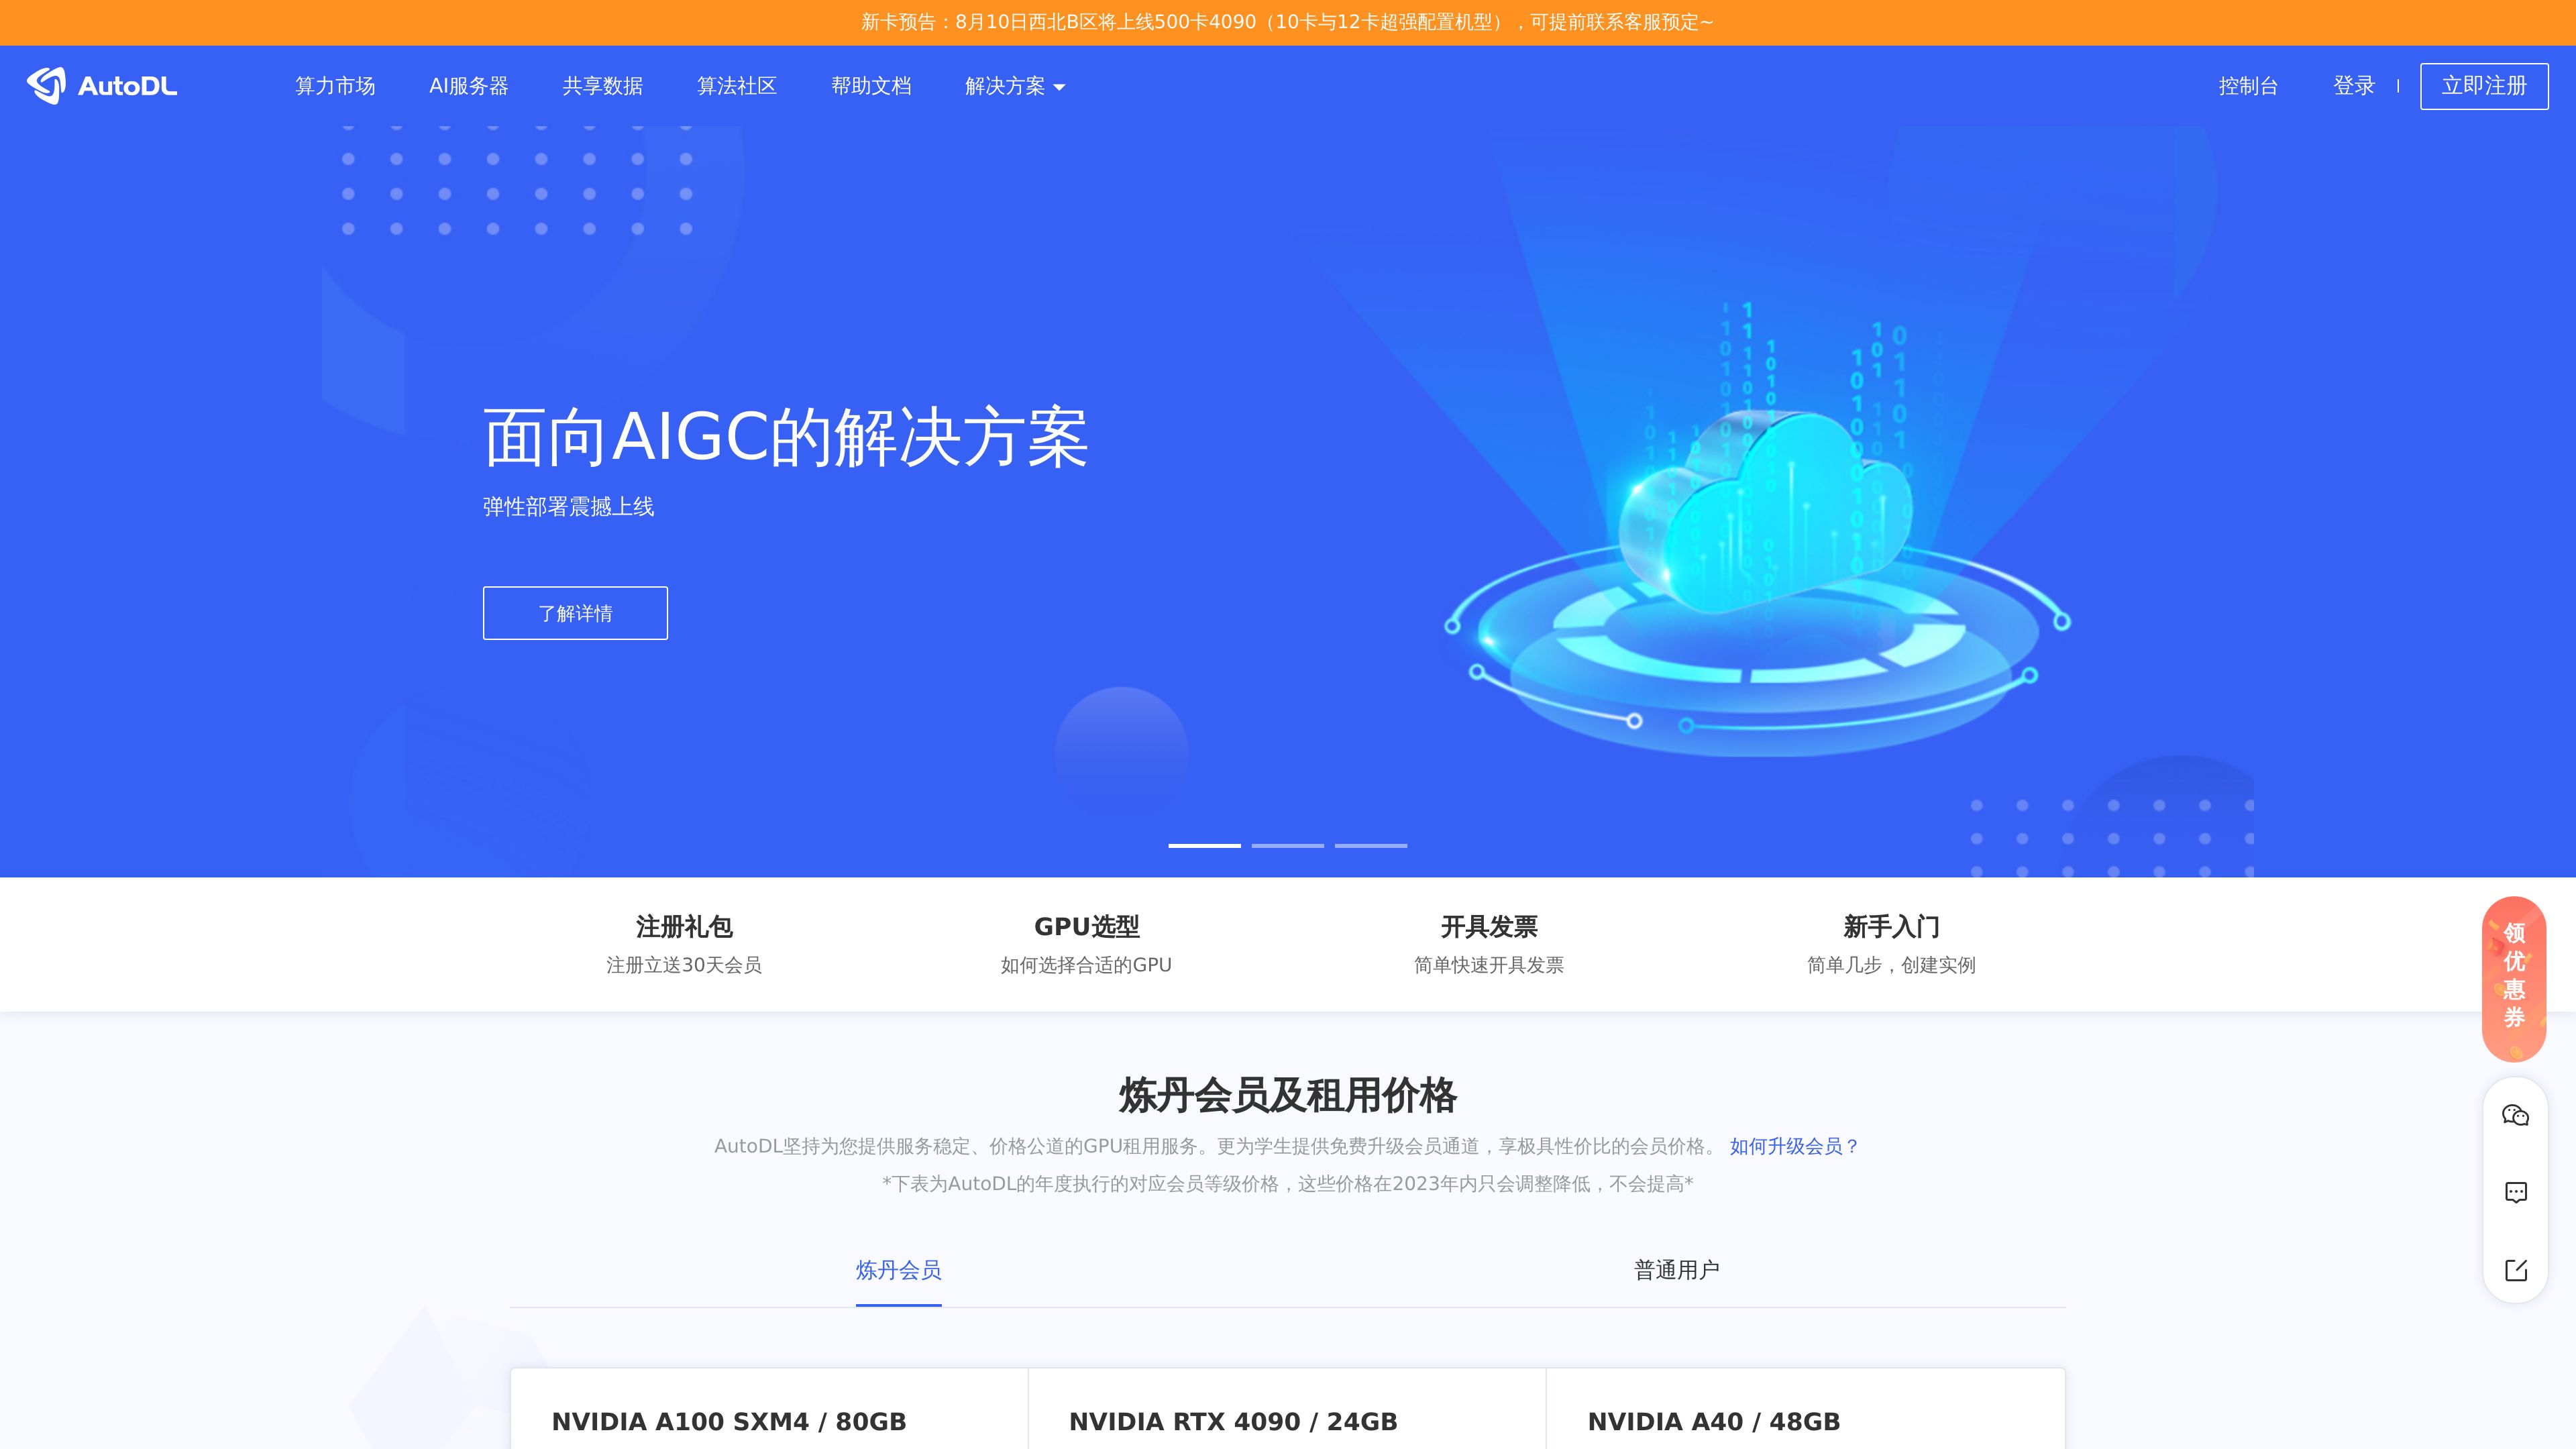 新卡预告：8月10日西北B区将上线500卡4090（10卡与12卡超强配置机型），可提前联系客服预定~
AutoDL 算力市场 AI服务器 共享数据 算法社区 帮助文档 解决方案 控制台 登录 立即注册
面向AIGC的解决方案
弹性部署震撼上线
了解详情
注册礼包 GPU选型 开具发票 新手入门
注册立送30天会员 如何选择合适的GPU 简单快速开具发票 简单几步，创建实例
领
优
惠
券
炼丹会员及租用价格
AutoDL坚持为您提供服务稳定、价格公道的GPU租用服务。更为学生提供免费升级会员通道，享极具性价比的会员价格。 如何升级会员？
*下表为AutoDL的年度执行的对应会员等级价格，这些价格在2023年内只会调整降低，不会提高*
炼丹会员 普通用户
NVIDIA A100 SXM4 / 80GB NVIDIA RTX 4090 / 24GB NVIDIA A40 / 48GB